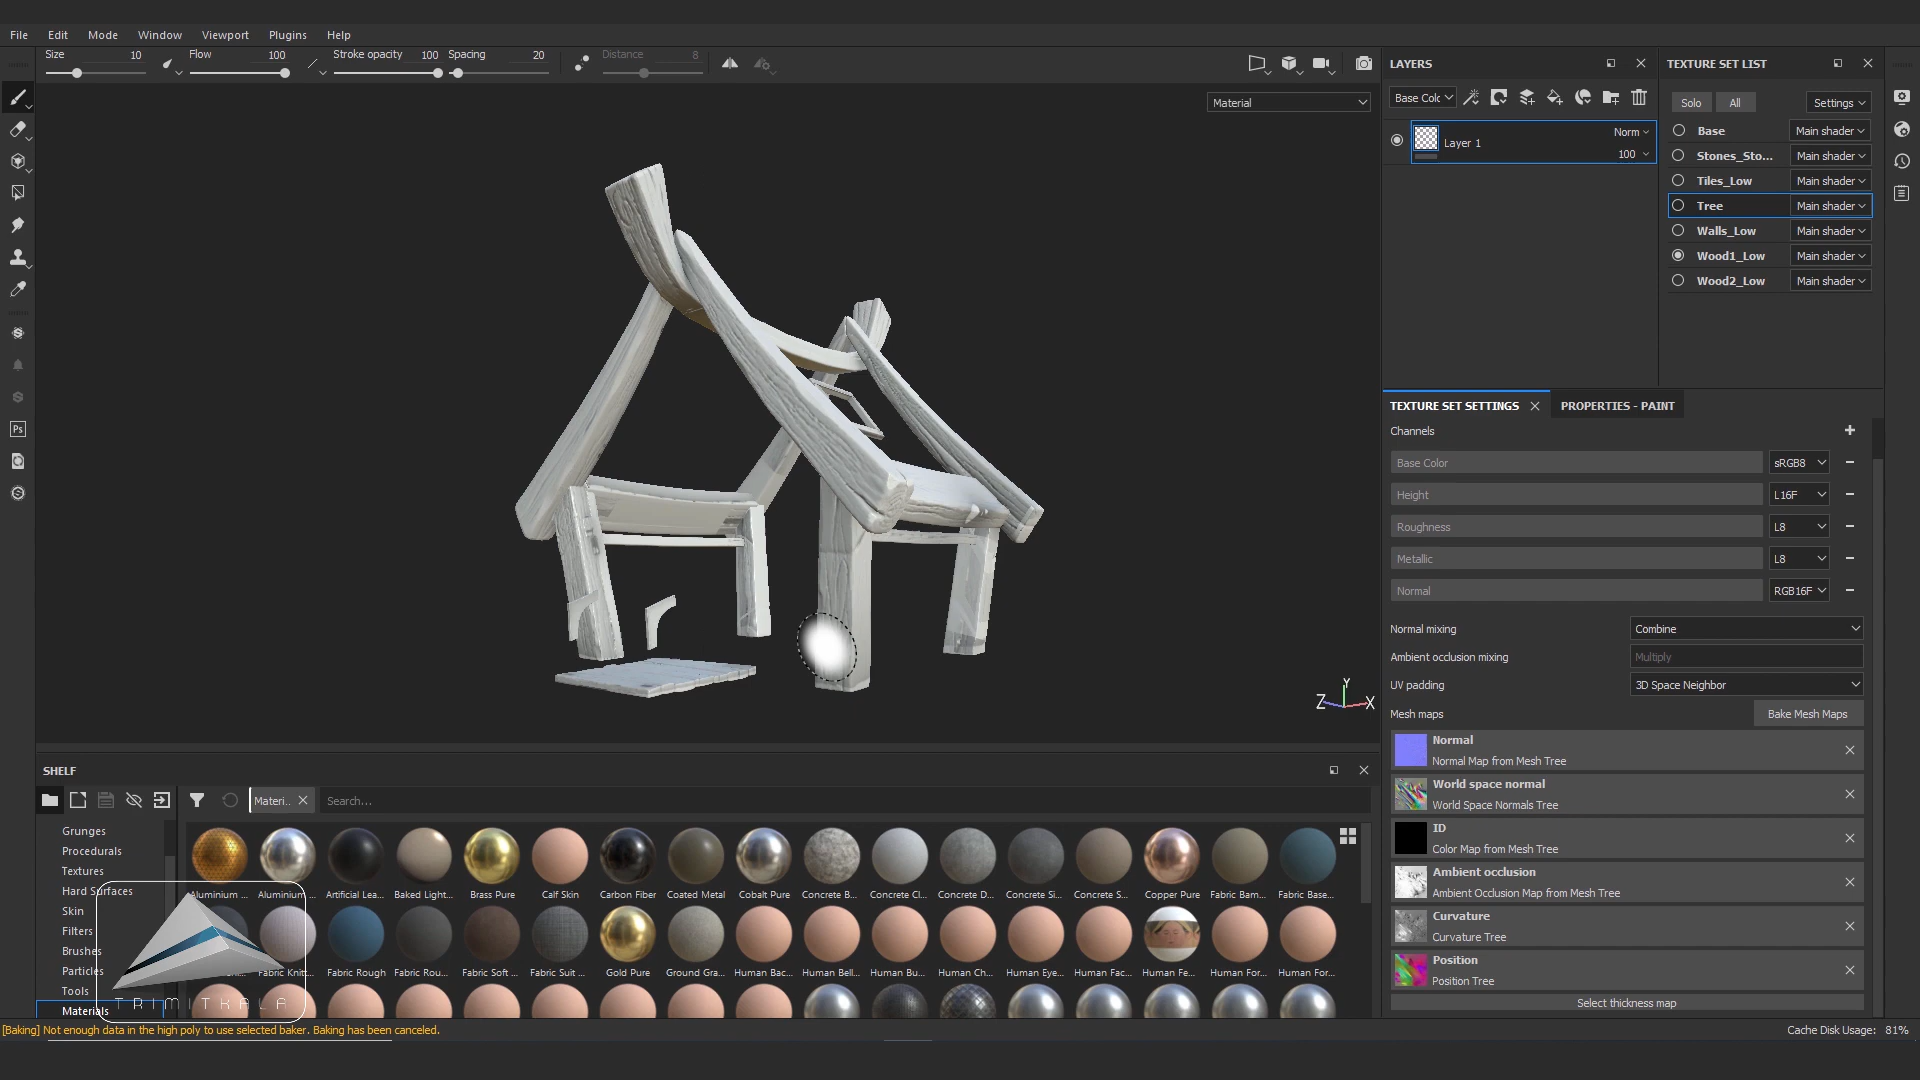 File Edit Mode Window Viewport Plugins Help
Size 10 Flow 100 Stroke opacity 100 Spacing 20 Distance 8
Material
LAYERS
Base Colc
Layer 1
Norm
100
TEXTURE SET LIST
Solo All Settings
Base Main shader
Stones_Sto... Main shader
Tiles_Low Main shader
Tree Main shader
Walls_Low Main shader
Wood1_Low Main shader
Wood2_Low Main shader
TEXTURE SET SETTINGS PROPERTIES - PAINT
Channels
Base Color sRGB8
Height L16F
Roughness L8
Metallic L8
Normal RGB16F
Normal mixing Combine
Ambient occlusion mixing Multiply
UV padding 3D Space Neighbor
Mesh maps Bake Mesh Maps
Normal
Normal Map from Mesh Tree
World space normal
World Space Normals Tree
ID
Color Map from Mesh Tree
Ambient occlusion
Ambient Occlusion Map from Mesh Tree
Curvature
Curvature Tree
Position
Position Tree
Select thickness map
Y
Z X
Ps
SHELF
Materi... Search...
Grunges
Procedurals
Textures
Hard Surfaces
Skin
Filters
Brushes
Particles
Tools
Materials
Aluminium ... Aluminium ... Artificial Lea... Baked Light... Brass Pure Calf Skin Carbon Fiber Coated Metal Cobalt Pure Concrete B... Concrete Cl... Concrete D... Concrete Si... Concrete S... Copper Pure Fabric Bam... Fabric Base...
Fabric Knitt... Fabric Rough Fabric Rou... Fabric Soft ... Fabric Suit ... Gold Pure Ground Gra... Human Bac... Human Bell... Human Bu... Human Ch... Human Eye... Human Fac... Human Fe... Human For... Human For...
TRIMITKALA
[Baking] Not enough data in the high poly to use selected baker. Baking has been canceled.
Cache Disk Usage: 81%